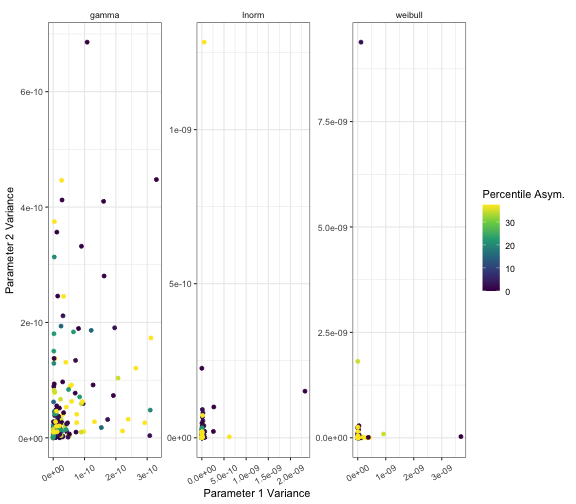 gamma
lnorm
weibull
6e-10
4e-10
2e-10
0e+00
1e-09
5e-10
0e+00
7.5e-09
5.0e-09
2.5e-09
0.0e+00
Parameter 2 Variance
0e+00
1e-10
2e-10
3e-10
0.0e+00
5.0e-10
1.0e-09
1.5e-09
2.0e-09
0e+00
1e-09
2e-09
3e-09
Parameter 1 Variance
Percentile Asym.
30
20
10
0